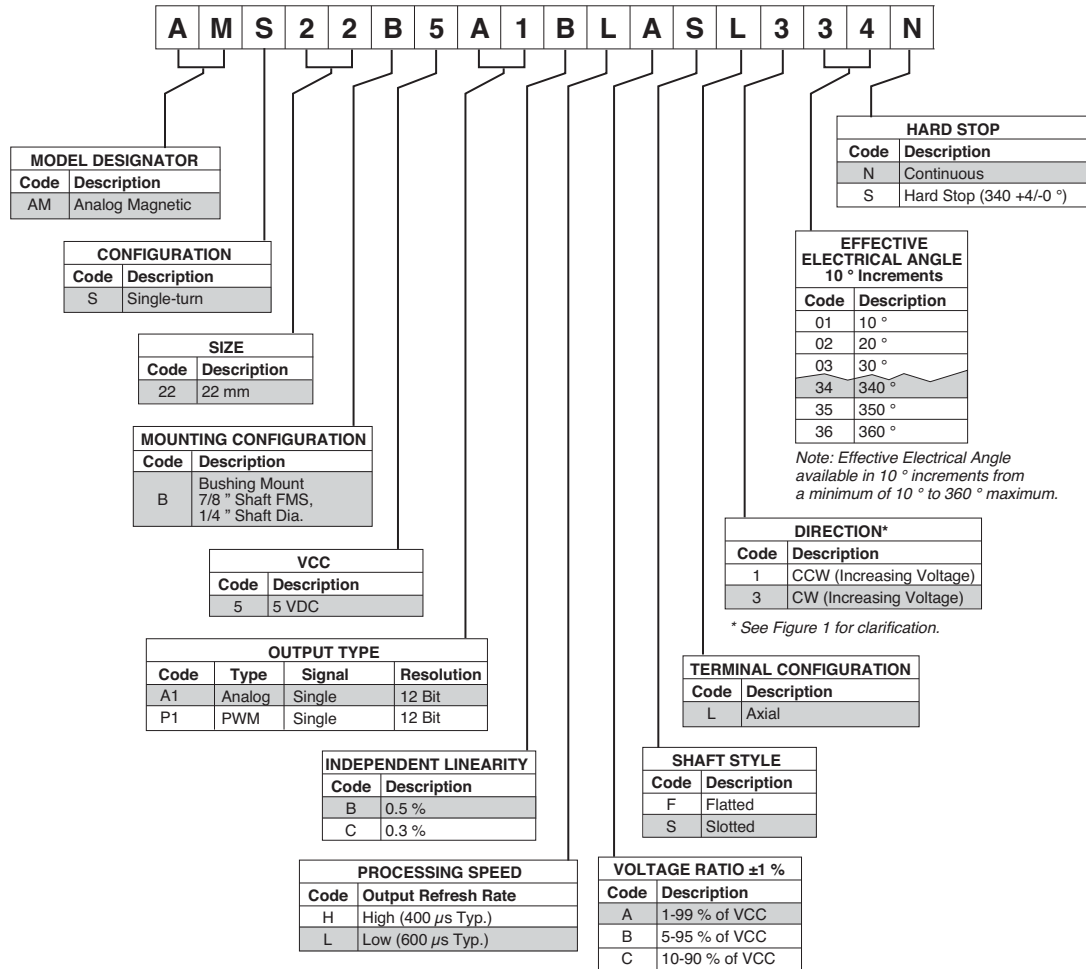 A M S 2 2 B 5 A 1 B L A S L 3 3 4 N
MODEL DESIGNATOR
Code Description
AM Analog Magnetic
CONFIGURATION
Code Description
S Single-turn
SIZE
Code Description
22 22 mm
MOUNTING CONFIGURATION
Code Description
B Bushing Mount
7/8 ” Shaft FMS,
1/4 ” Shaft Dia.
VCC
Code Description
5 5 VDC
OUTPUT TYPE
Code Type Signal Resolution
A1 Analog Single 12 Bit
P1 PWM Single 12 Bit
INDEPENDENT LINEARITY
Code Description
B 0.5 %
C 0.3 %
PROCESSING SPEED
Code Output Refresh Rate
H High (400 µs Typ.)
L Low (600 µs Typ.)
VOLTAGE RATIO ±1 %
Code Description
A 1-99 % of VCC
B 5-95 % of VCC
C 10-90 % of VCC
SHAFT STYLE
Code Description
F Flatted
S Slotted
TERMINAL CONFIGURATION
Code Description
L Axial
DIRECTION*
Code Description
1 CCW (Increasing Voltage)
3 CW (Increasing Voltage)
* See Figure 1 for clarification.
EFFECTIVE
ELECTRICAL ANGLE
10 ° Increments
Code Description
01 10 °
02 20 °
03 30 °
34 340 °
35 350 °
36 360 °
Note: Effective Electrical Angle
available in 10 ° increments from
a minimum of 10 ° to 360 ° maximum.
HARD STOP
Code Description
N Continuous
S Hard Stop (340 +4/-0 °)